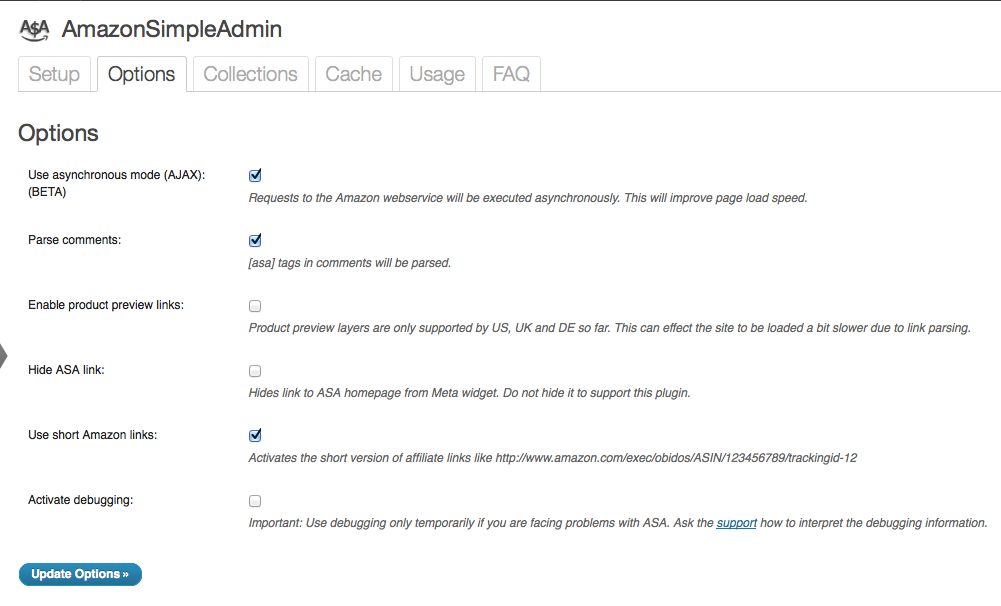 A$A AmazonSimpleAdmin
Setup Options Collections Cache Usage FAQ
Options
Use asynchronous mode (AJAX):
(BETA)
Requests to the Amazon webservice will be executed asynchronously. This will improve page load speed.
Parse comments:
[asa] tags in comments will be parsed.
Enable product preview links:
Product preview layers are only supported by US, UK and DE so far. This can effect the site to be loaded a bit slower due to link parsing.
Hide ASA link:
Hides link to ASA homepage from Meta widget. Do not hide it to support this plugin.
Use short Amazon links:
Activates the short version of affiliate links like http://www.amazon.com/exec/obidos/ASIN/123456789/trackingid-12
Activate debugging:
Important: Use debugging only temporarily if you are facing problems with ASA. Ask the support how to interpret the debugging information.
Update Options »